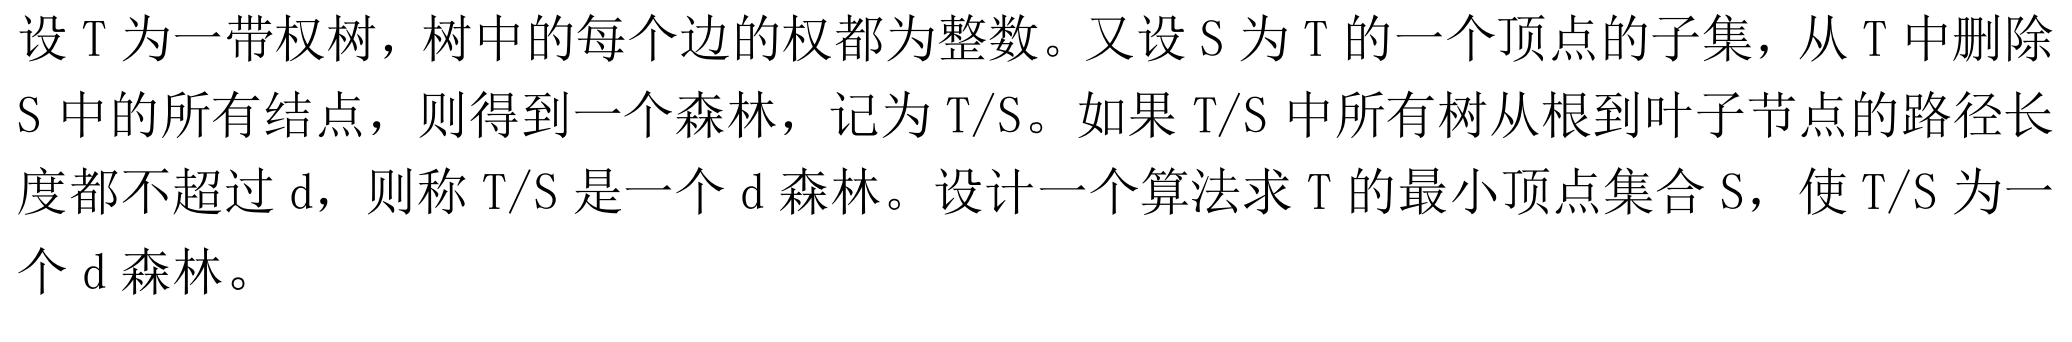 设 T 为一带权树，树中的每个边的权都为整数。又设 S 为 T 的一个顶点的子集，从 T 中删除
S 中的所有结点，则得到一个森林，记为 T/S。如果 T/S 中所有树从根到叶子节点的路径长
度都不超过 d，则称 T/S 是一个 d 森林。设计一个算法求 T 的最小顶点集合 S，使 T/S 为一
个 d 森林。